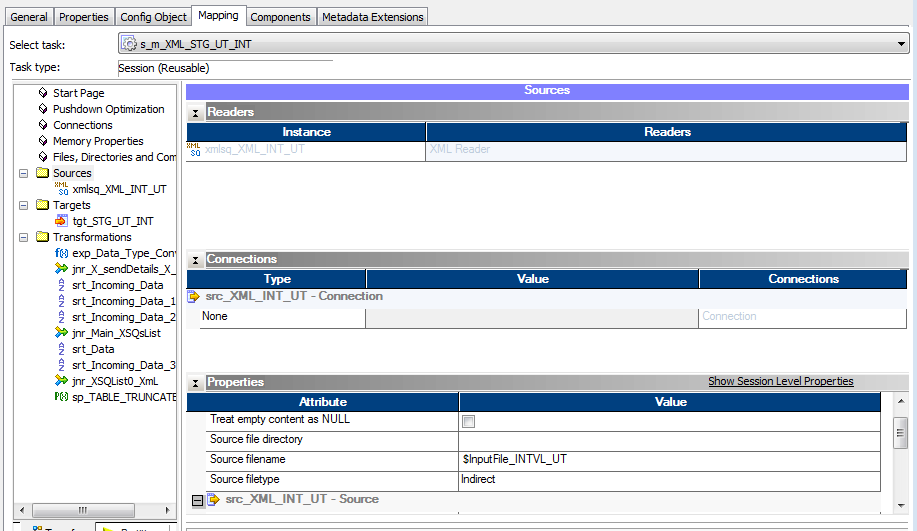 General Properties Config Object Mapping Components Metadata Extensions
Select task: s_m_XML_STG_UT_INT
Task type: Session (Reusable)
Start Page
Pushdown Optimization
Connections
Memory Properties
Files, Directories and Com
Sources
XML SQ xmlsq_XML_INT_UT
Targets
tgt_STG_UT_INT
Transformations
f(x) exp_Data_Type_Conv
jnr_X_sendDetails_X_
srt_Incoming_Data
srt_Incoming_Data_1
srt_Incoming_Data_2
jnr_Main_XSQsList
srt_Data
srt_Incoming_Data_3
jnr_XSQList0_XmL
P() sp_TABLE_TRUNCATE
Sources
Readers
Instance Readers
XML SQ xmlsq_XML_INT_UT XML Reader
Connections
Type Value Connections
src_XML_INT_UT - Connection
None Connection
Properties Show Session Level Properties
Attribute Value
Treat empty content as NULL
Source file directory
Source filename $InputFile_INTVL_UT
Source filetype Indirect
src_XML_INT_UT - Source